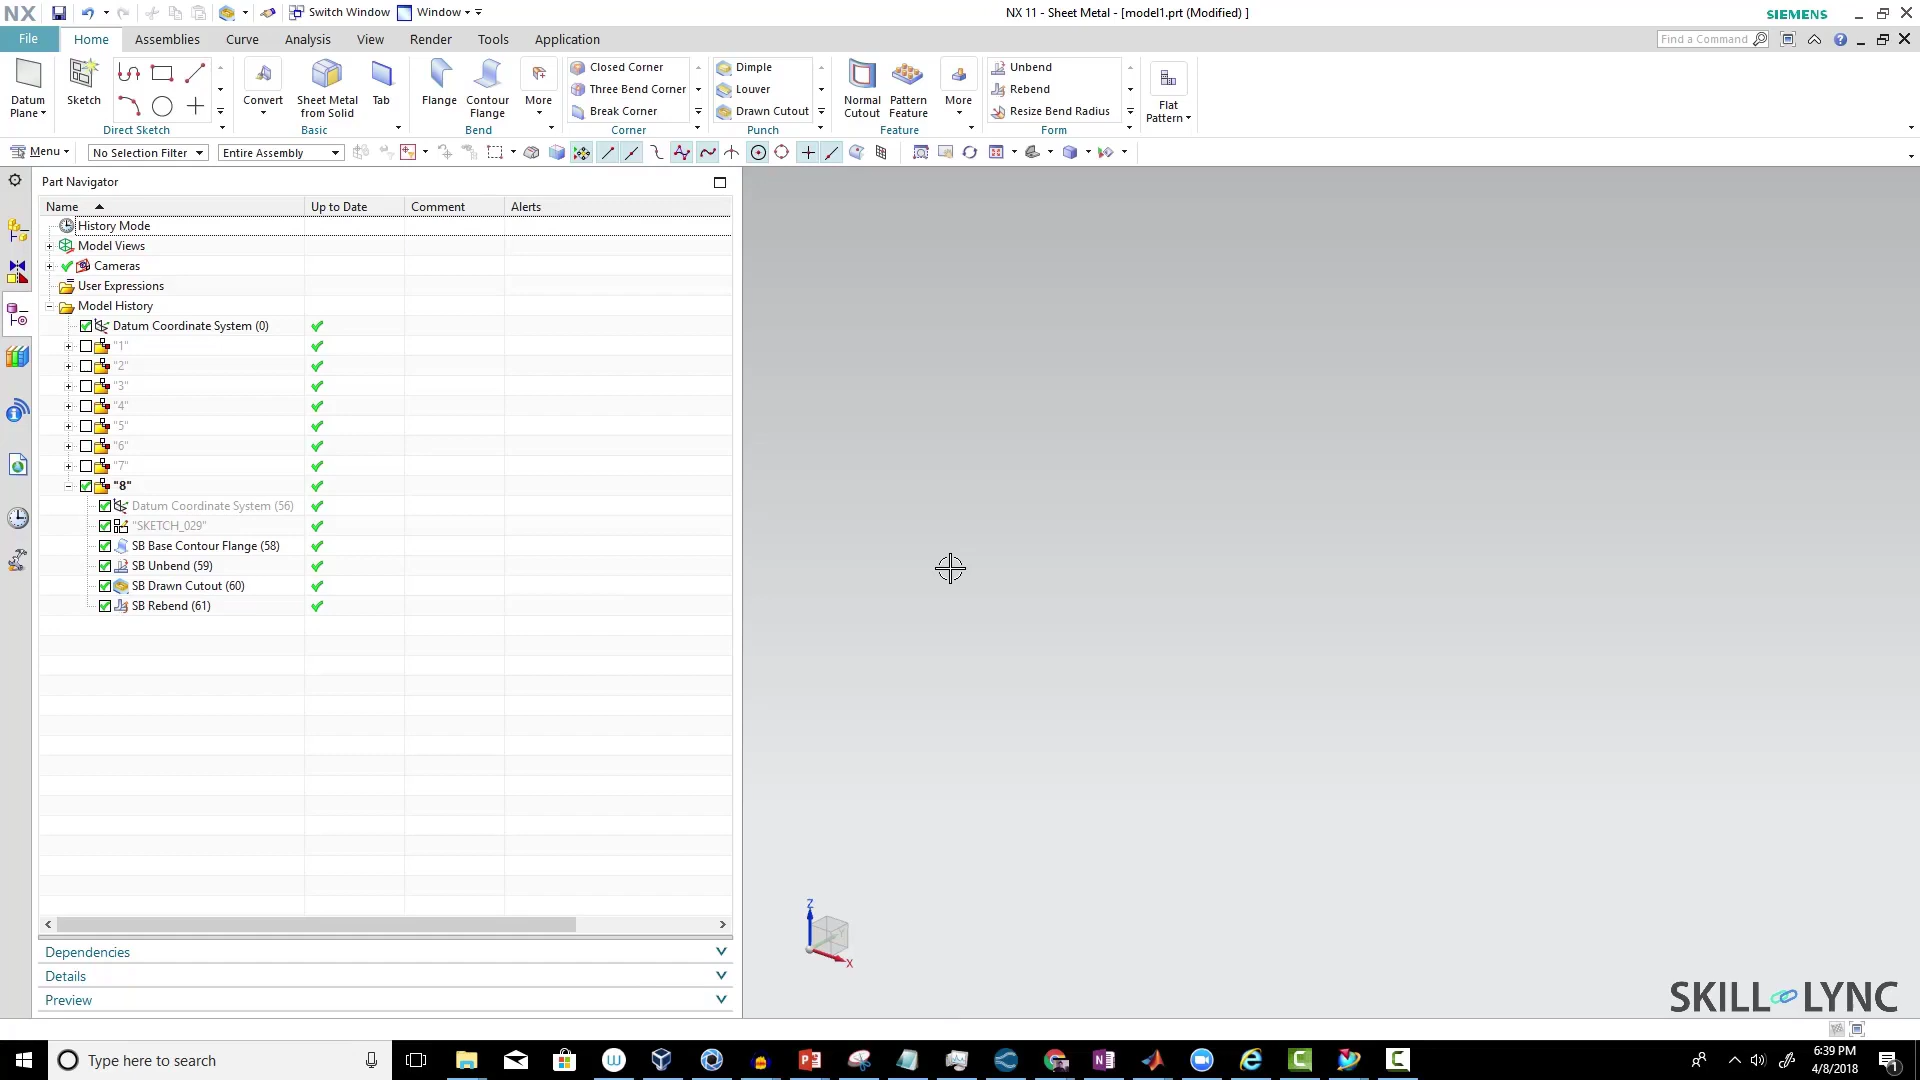 NX Switch Window Window NX 11 - Sheet Metal - [model1.prt (Modified) ] SIEMENS
File Home Assemblies Curve Analysis View Render Tools Application Find a Command
Datum Plane Sketch Convert Sheet Metal from Solid Tab Flange Contour Flange More Closed Corner Three Bend Corner Break Corner Dimple Louver Drawn Cutout Normal Cutout Pattern Feature More Unbend Rebend Resize Bend Radius Flat Pattern
Direct Sketch Basic Bend Corner Punch Feature Form
Menu No Selection Filter Entire Assembly
Part Navigator
Name Up to Date Comment Alerts
History Mode
Model Views
Cameras
User Expressions
Model History
Datum Coordinate System (0)
"1"
"2"
"3"
"4"
"5"
"6"
"7"
"8"
Datum Coordinate System (56)
"SKETCH_029"
SB Base Contour Flange (58)
SB Unbend (59)
SB Drawn Cutout (60)
SB Rebend (61)
Z
Y
X
Dependencies
Details
Preview
SKILL LYNC
Type here to search
6:39 PM
4/8/2018
1